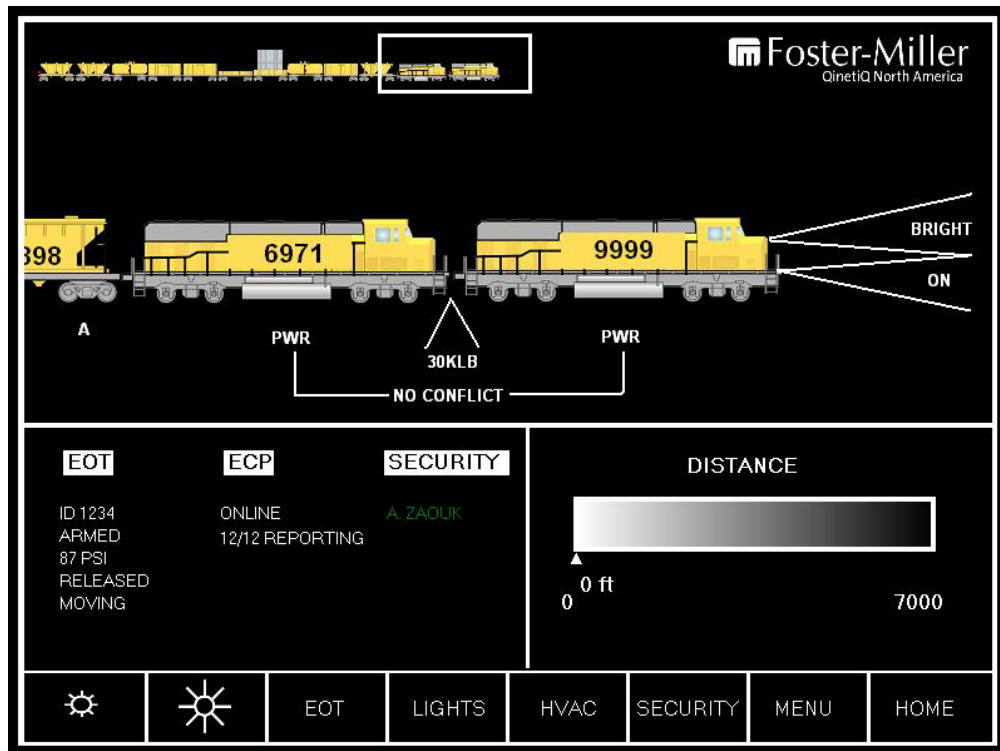 Foster-Miller
QinetiQ North America
BRIGHT
398 6971 9999
ON
A
PWR PWR
30KLB
NO CONFLICT
EOT ECP SECURITY
DISTANCE
ID 1234 ONLINE A. ZAOUK
ARMED 12/12 REPORTING
87 PSI
RELEASED
MOVING
0 ft
0 7000
EOT LIGHTS HVAC SECURITY MENU HOME